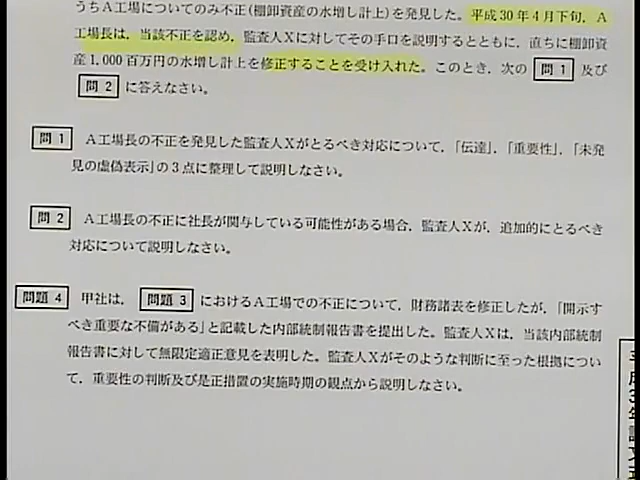 うちA工場についてのみ不正(棚卸資産の水増し計上)を発見した。平成30年4月下旬，A
工場長は，当該不正を認め，監査人Xに対してその手口を説明するとともに，直ちに棚卸資
産1,000百万円の水増し計上を修正することを受け入れた。このとき，次の 問1 及び
問2 に答えなさい。
問1 A工場長の不正を発見した監査人Xがとるべき対応について，「伝達」，「重要性」，「未発
見の虚偽表示」の3点に整理して説明しなさい。
問2 A工場長の不正に社長が関与している可能性がある場合，監査人Xが，追加的にとるべき
対応について説明しなさい。
問題4 甲社は， 問題3 におけるA工場での不正について，財務諸表を修正したが，「開示す
べき重要な不備がある」と記載した内部統制報告書を提出した。監査人Xは，当該内部統制
報告書に対して無限定適正意見を表明した。監査人Xがそのような判断に至った根拠につい
て，重要性の判断及び是正措置の実施時期の観点から説明しなさい。